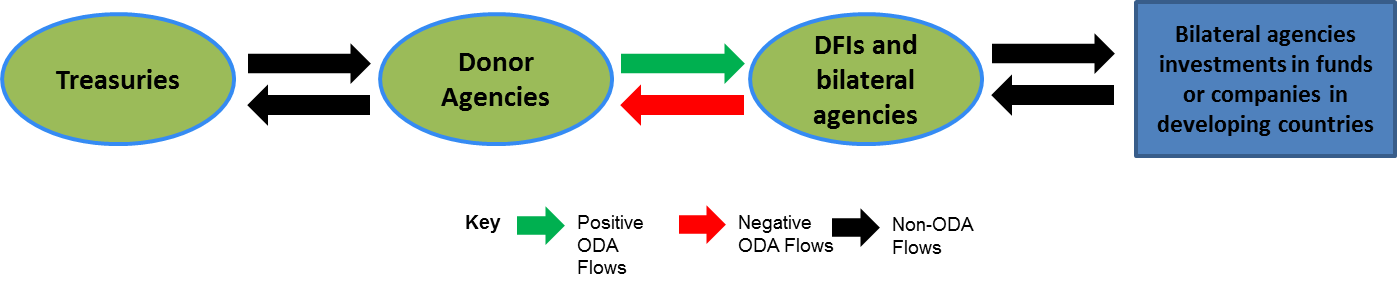 Treasuries
Donor
Agencies
DFIs and
bilateral
agencies
Bilateral agencies
investments in funds
or companies in
developing countries
Key
Positive
ODA
Flows
Negative
ODA Flows
Non-ODA
Flows